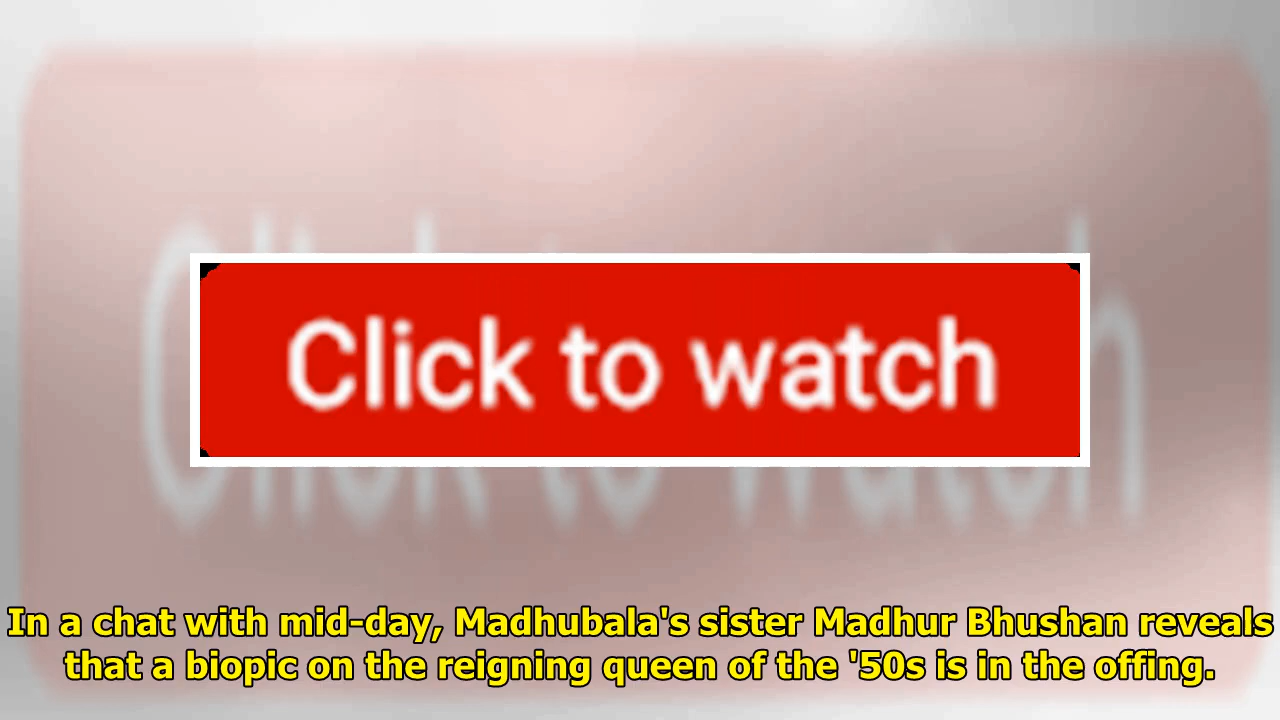 Click to watch
In a chat with mid-day, Madhubala's sister Madhur Bhushan reveals
that a biopic on the reigning queen of the '50s is in the offing.